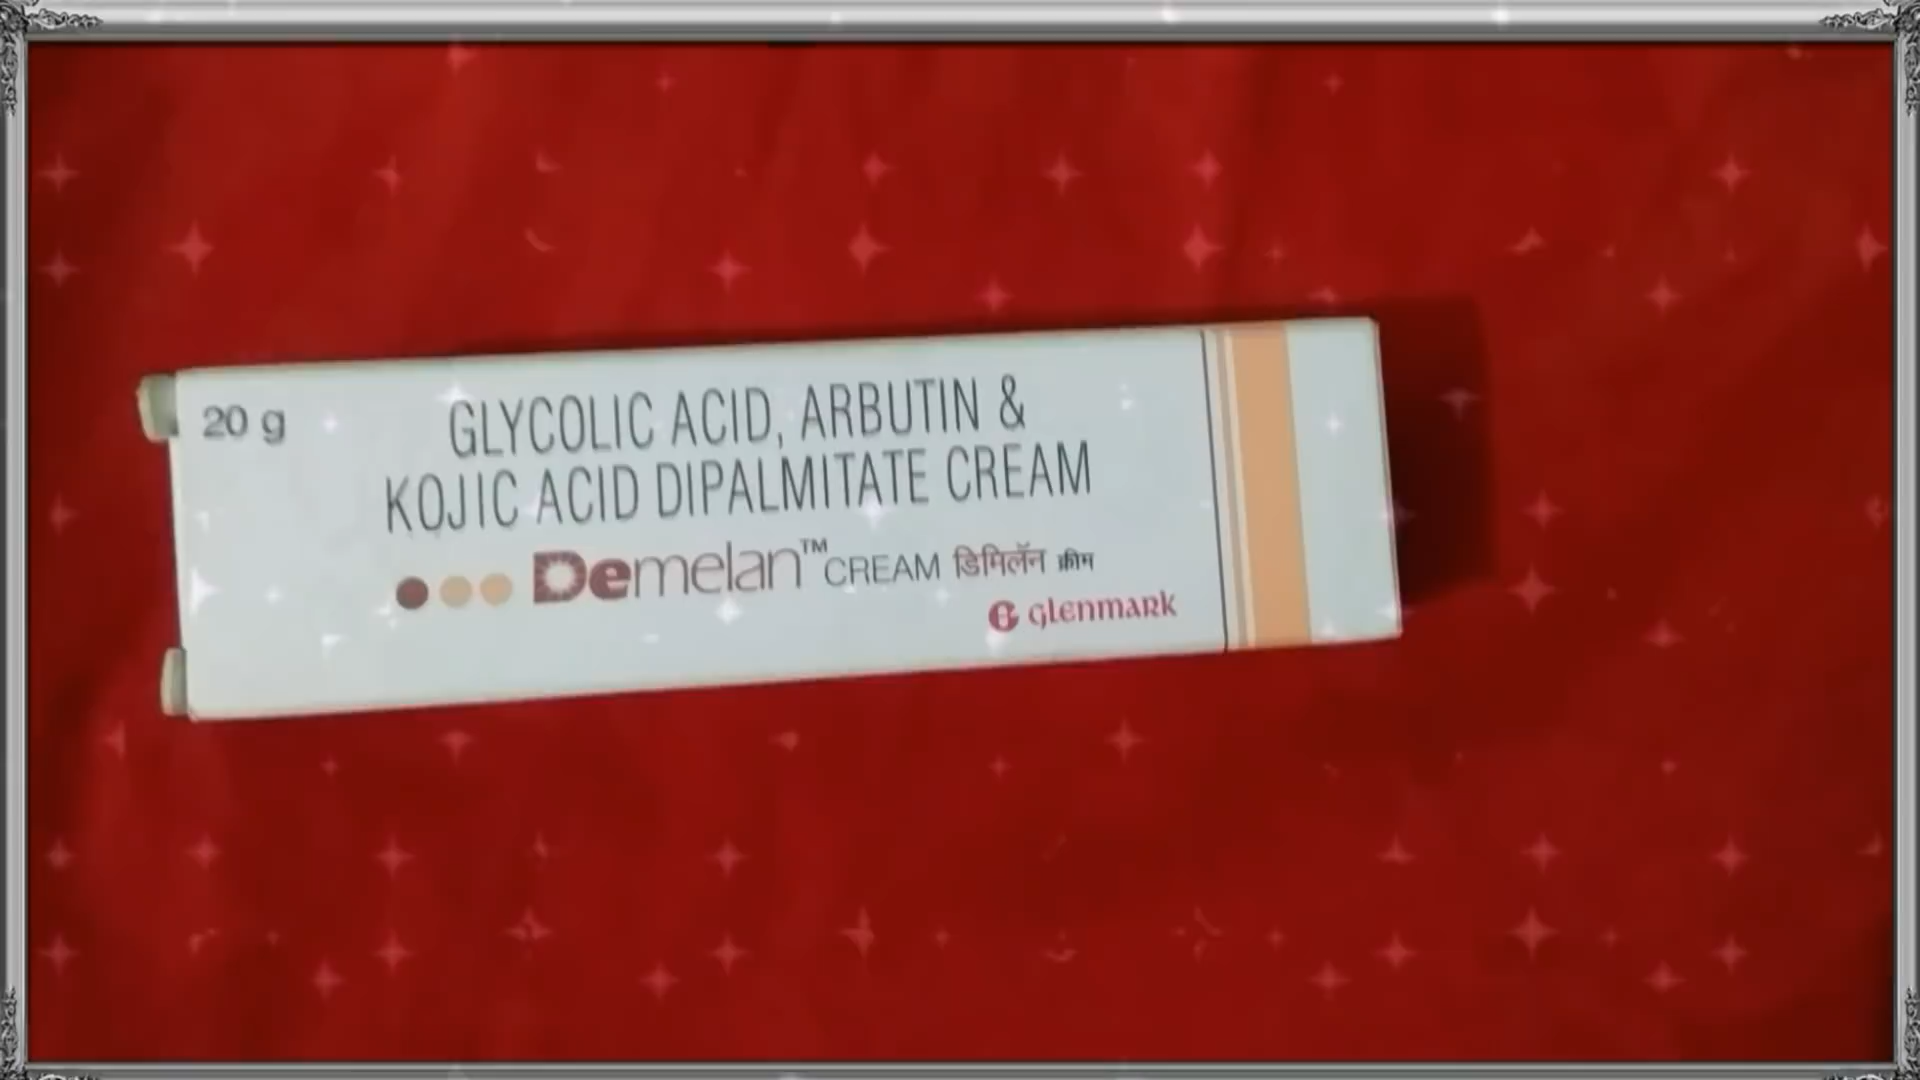 20 g
GLYCOLIC ACID, ARBUTIN &
KOJIC ACID DIPALMITATE CREAM
Demelan™ CREAM डिमिलॅन क्रीम
G glenmark